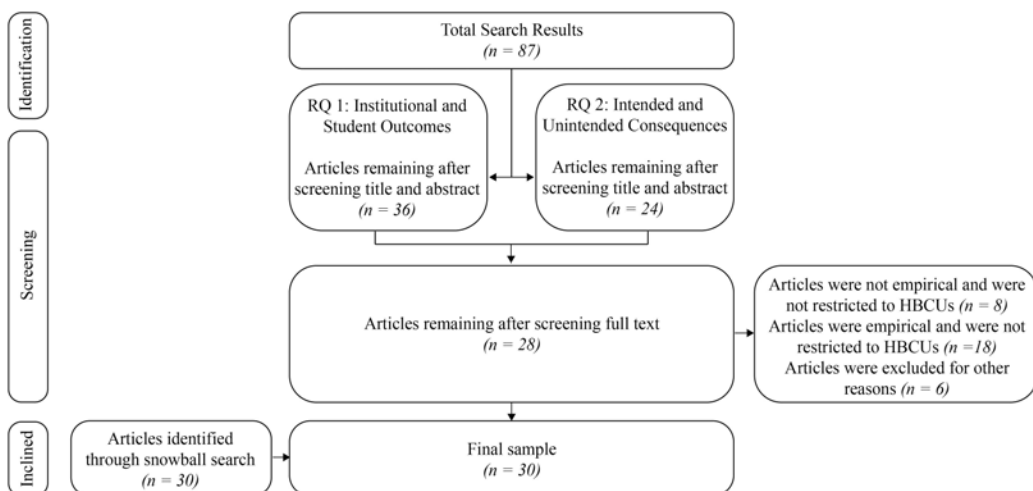 Identification
Total Search Results
(n = 87)
RQ 1: Institutional and
Student Outcomes
Articles remaining after
screening title and abstract
(n = 36)
RQ 2: Intended and
Unintended Consequences
Articles remaining after
screening title and abstract
(n = 24)
Screening
Articles remaining after screening full text
(n = 28)
Articles were not empirical and were
not restricted to HBCUs (n = 8)
Articles were empirical and were not
restricted to HBCUs (n =18)
Articles were excluded for other
reasons (n = 6)
Inclined
Articles identified
through snowball search
(n = 30)
Final sample
(n = 30)